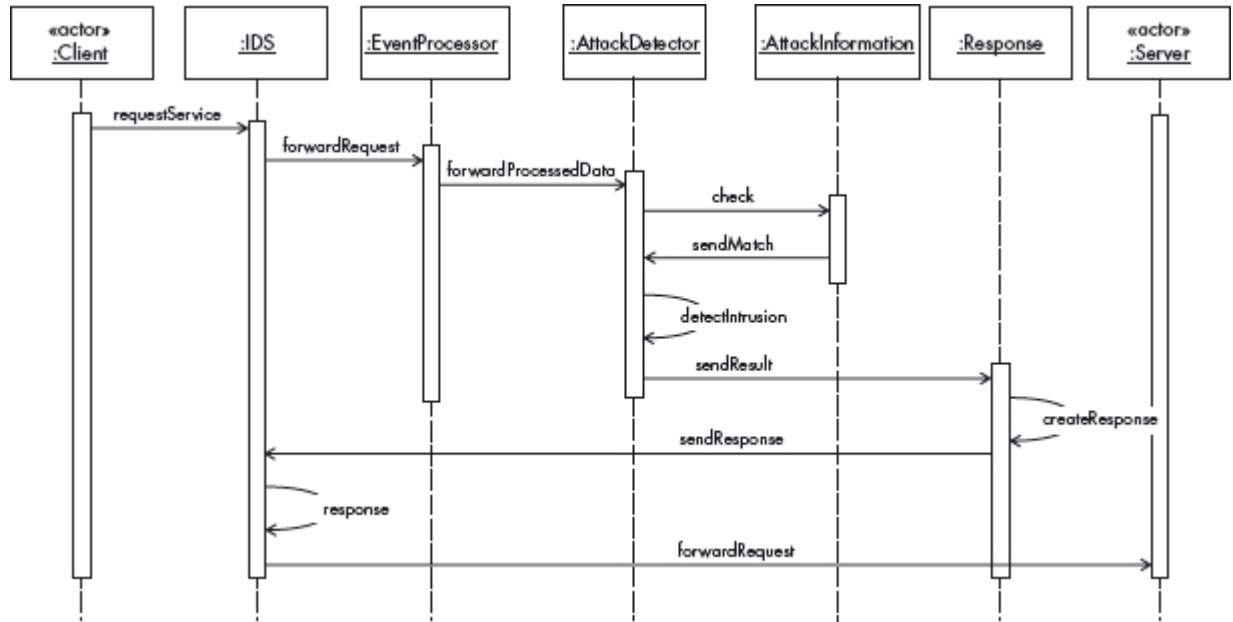 «actor»
:Client
:IDS
:EventProcessor
:AttackDetector
:AttackInformation
:Response
«actor»
:Server
requestService
forwardRequest
forwardProcessedData
check
sendMatch
detectIntrusion
sendResult
createResponse
sendResponse
response
forwardRequest